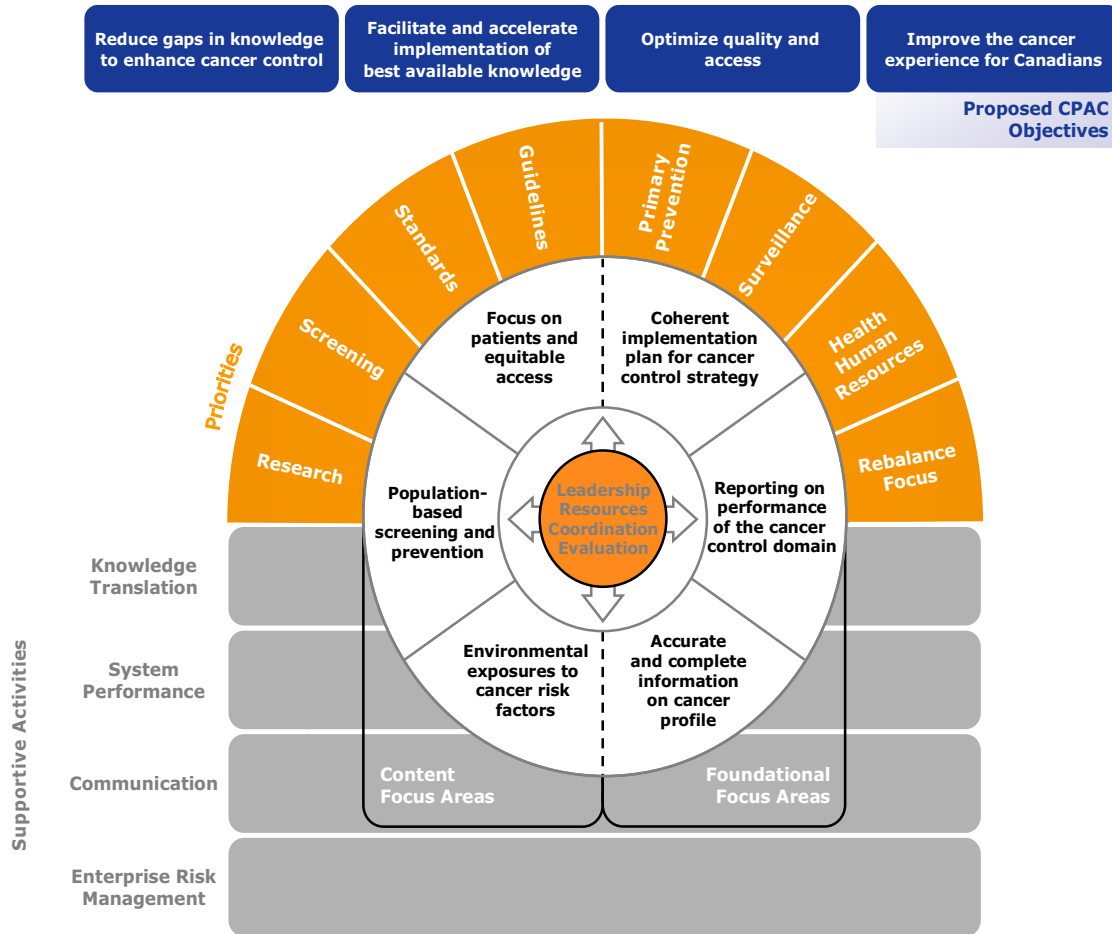 Reduce gaps in knowledge
to enhance cancer control
Facilitate and accelerate
implementation of
best available knowledge
Optimize quality and
access
Improve the cancer
experience for Canadians
Proposed CPAC
Objectives
Priorities
Research
Screening
Standards
Guidelines
Primary
Prevention
Surveillance
Health
Human
Resources
Rebalance
Focus
Focus on
patients and
equitable
access
Coherent
implementation
plan for cancer
control strategy
Population-
based
screening and
prevention
Leadership
Resources
Coordination
Evaluation
Reporting on
performance
of the cancer
control domain
Environmental
exposures to
cancer risk
factors
Accurate
and complete
information
on cancer
profile
Content
Focus Areas
Foundational
Focus Areas
Supportive Activities
Knowledge
Translation
System
Performance
Communication
Enterprise Risk
Management